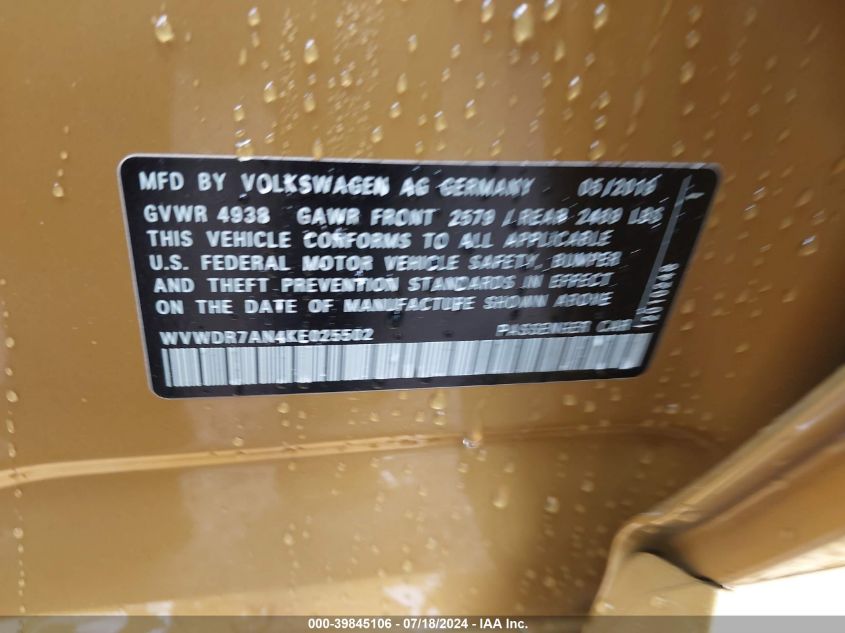 MFD BY VOLKSWAGEN AG GERMANY 05/2018
GVWR 4938 GAWR FRONT 2579 / REAR 2469 LBS
THIS VEHICLE CONFORMS TO ALL APPLICABLE
U.S. FEDERAL MOTOR VEHICLE SAFETY, BUMPER
AND THEFT PREVENTION STANDARDS IN EFFECT
ON THE DATE OF MANUFACTURE SHOWN ABOVE
WVWDR7AN4KE025502 PASSENGER CAR
000-39845106 - 07/18/2024 - IAA Inc.